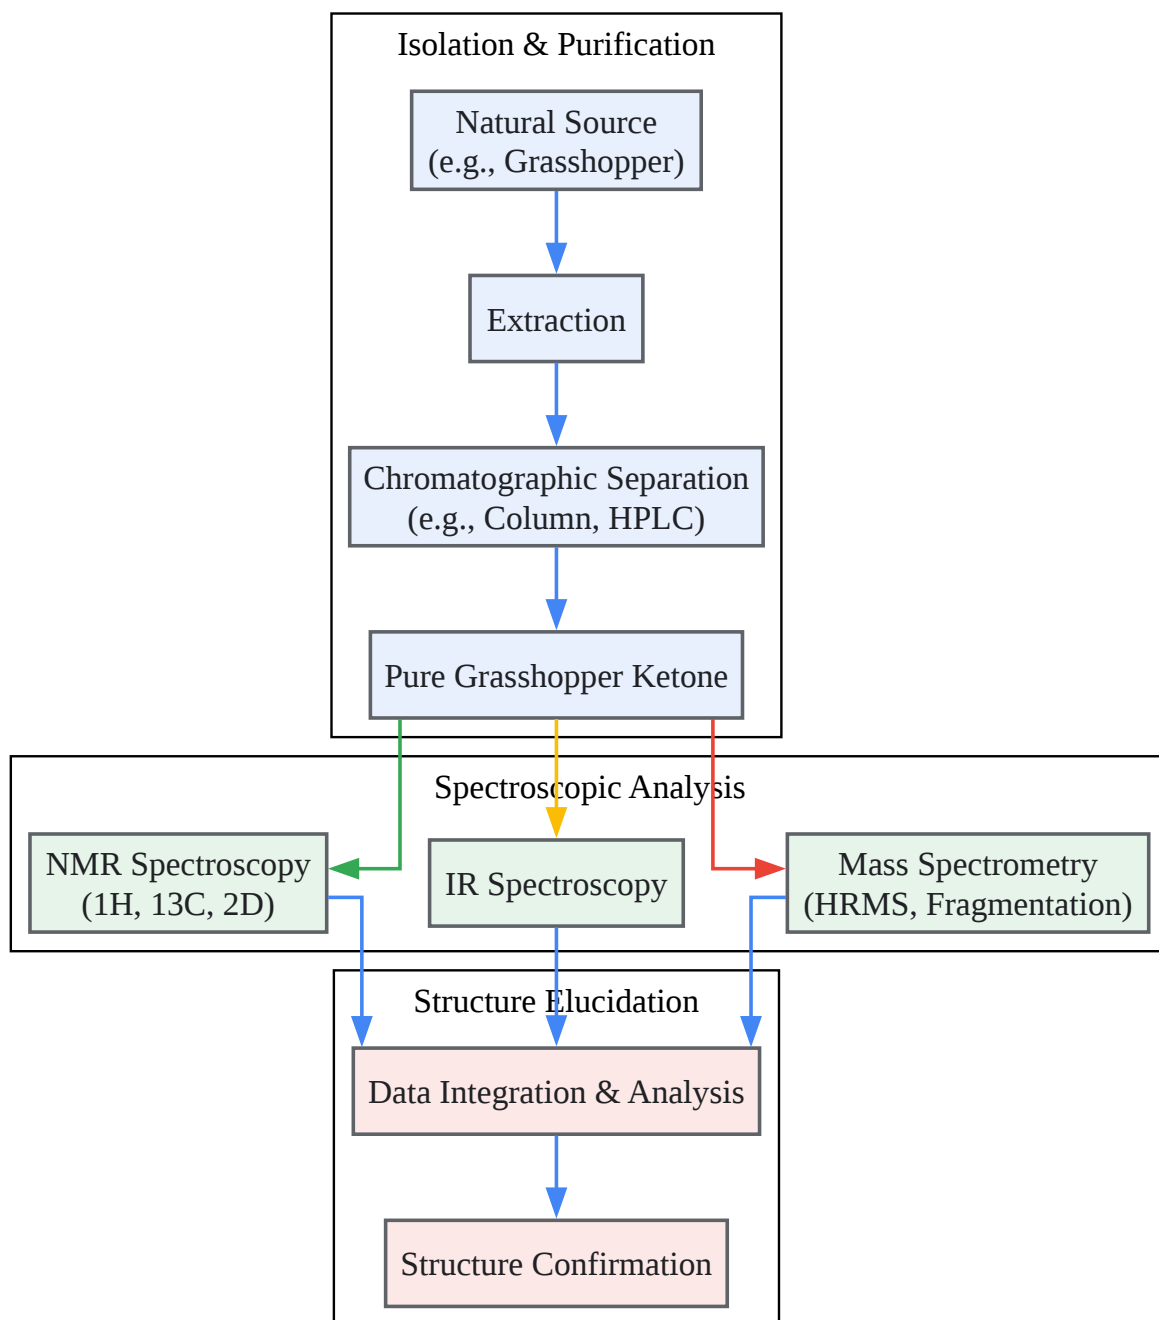 Isolation & Purification
Natural Source
(e.g., Grasshopper)
Extraction
Chromatographic Separation
(e.g., Column, HPLC)
Pure Grasshopper Ketone
Spectroscopic Analysis
NMR Spectroscopy
(1H, 13C, 2D)
IR Spectroscopy
Mass Spectrometry
(HRMS, Fragmentation)
Structure Elucidation
Data Integration & Analysis
Structure Confirmation